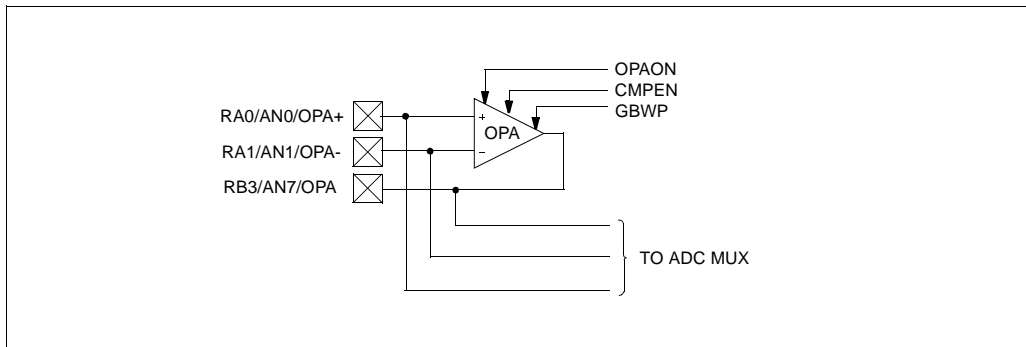 OPAON
CMPEN
GBWP
RA0/AN0/OPA+
+
OPA
RA1/AN1/OPA-
−
RB3/AN7/OPA
TO ADC MUX